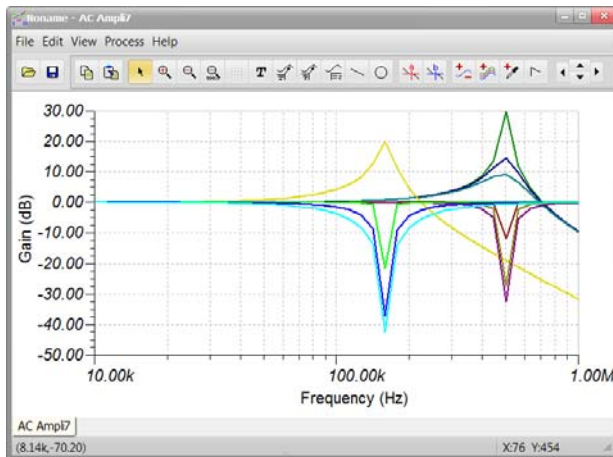 Noname - AC Ampli7
File Edit View Process Help
T
30.00
20.00
10.00
0.00
-10.00
-20.00
-30.00
-40.00
-50.00
Gain (dB)
10.00k 100.00k 1.00M
Frequency (Hz)
AC Ampli7
(8.14k,-70.20) X:76 Y:454